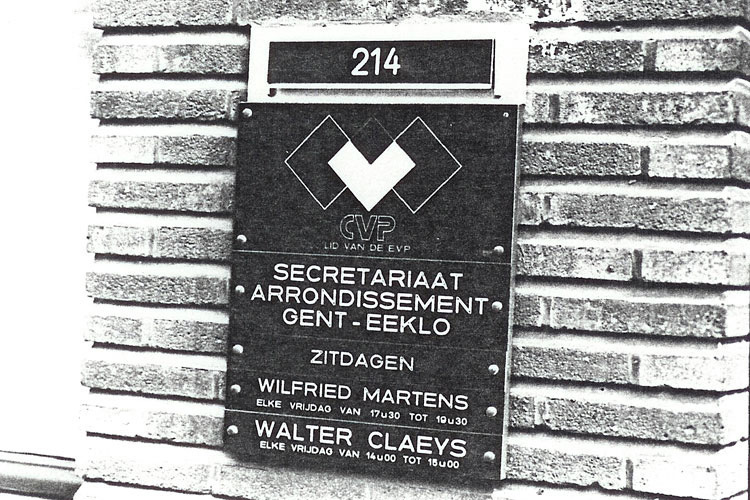 214
CVP
LID VAN DE EVP
SECRETARIAAT
ARRONDISSEMENT
GENT - EEKLO
ZITDAGEN
WILFRIED MARTENS
ELKE VRIJDAG VAN 17u30 TOT 19u30
WALTER CLAEYS
ELKE VRIJDAG VAN 14u00 TOT 15u00